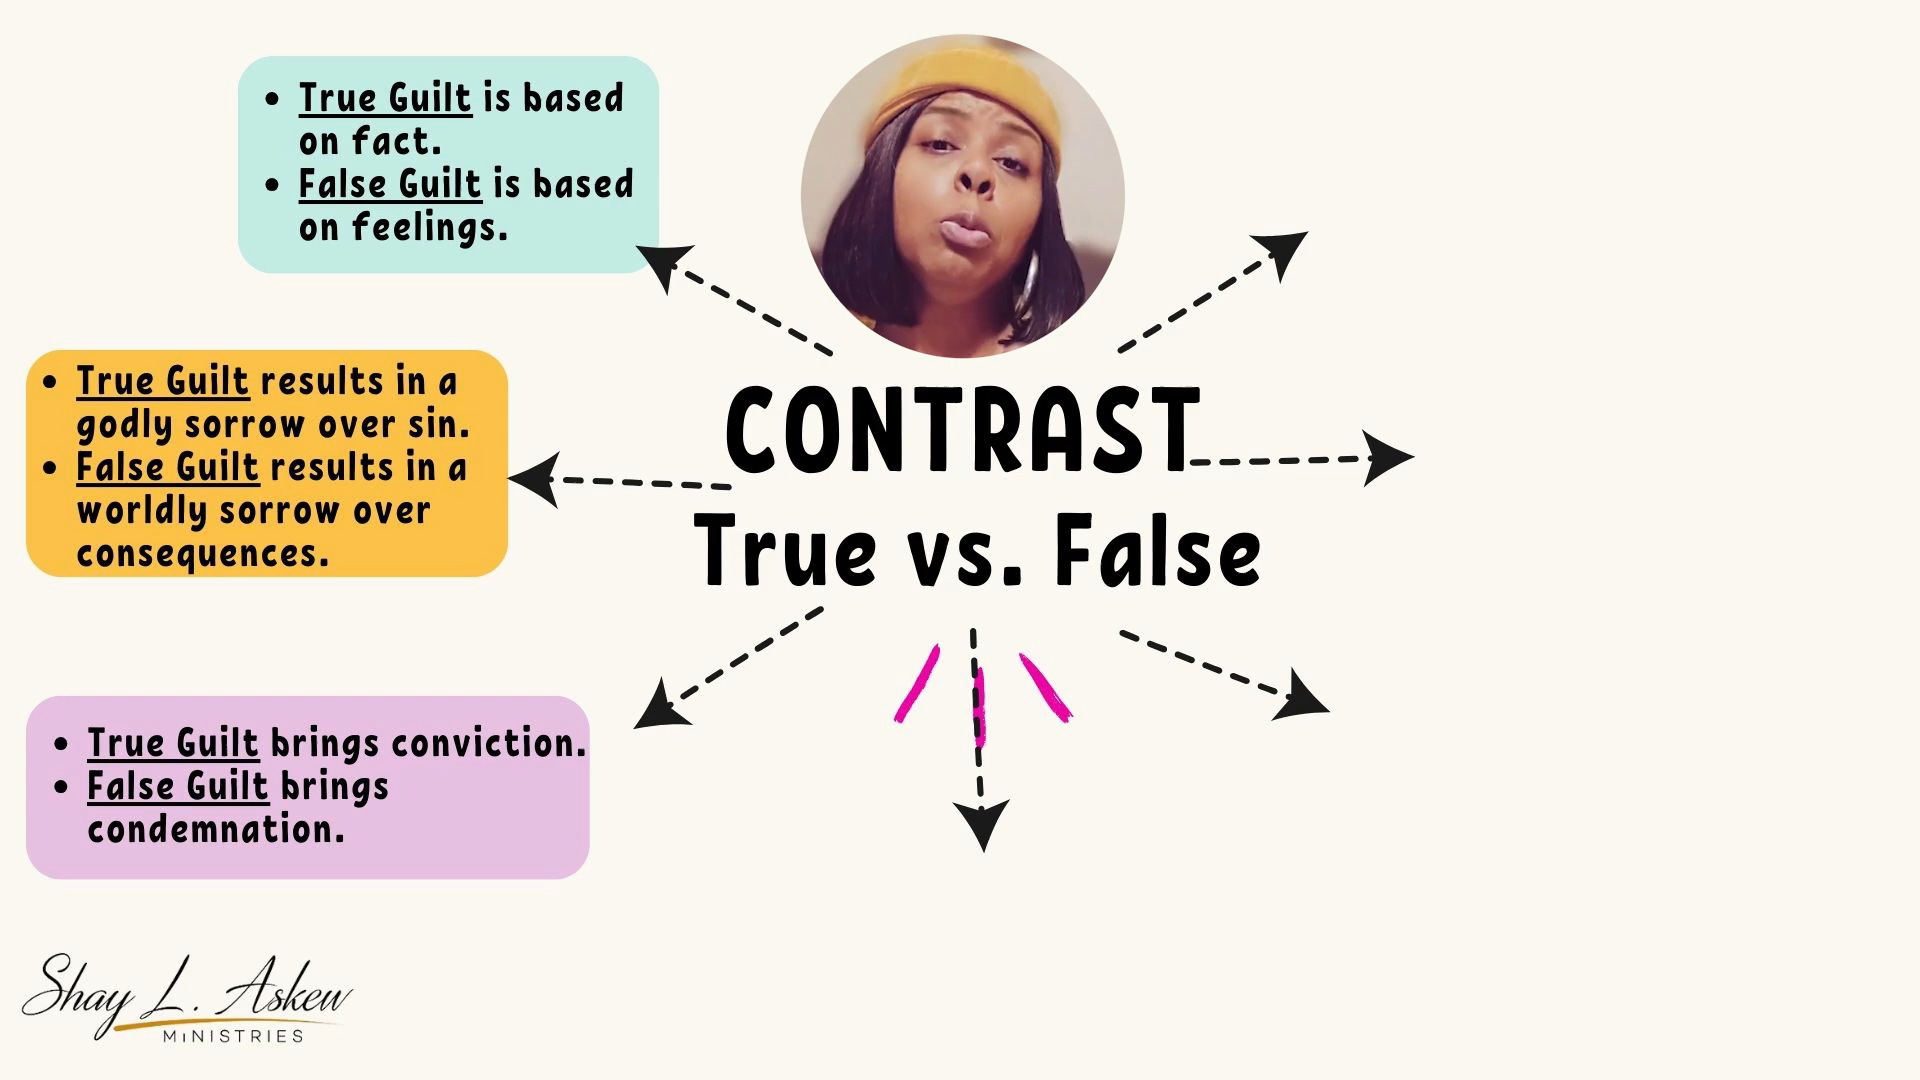 • True Guilt is based
on fact.
• False Guilt is based
on feelings.
• True Guilt results in a
godly sorrow over sin.
• False Guilt results in a
worldly sorrow over
consequences.
• True Guilt brings conviction.
• False Guilt brings
condemnation.
CONTRAST
True vs. False
Shay L. Askew
MINISTRIES